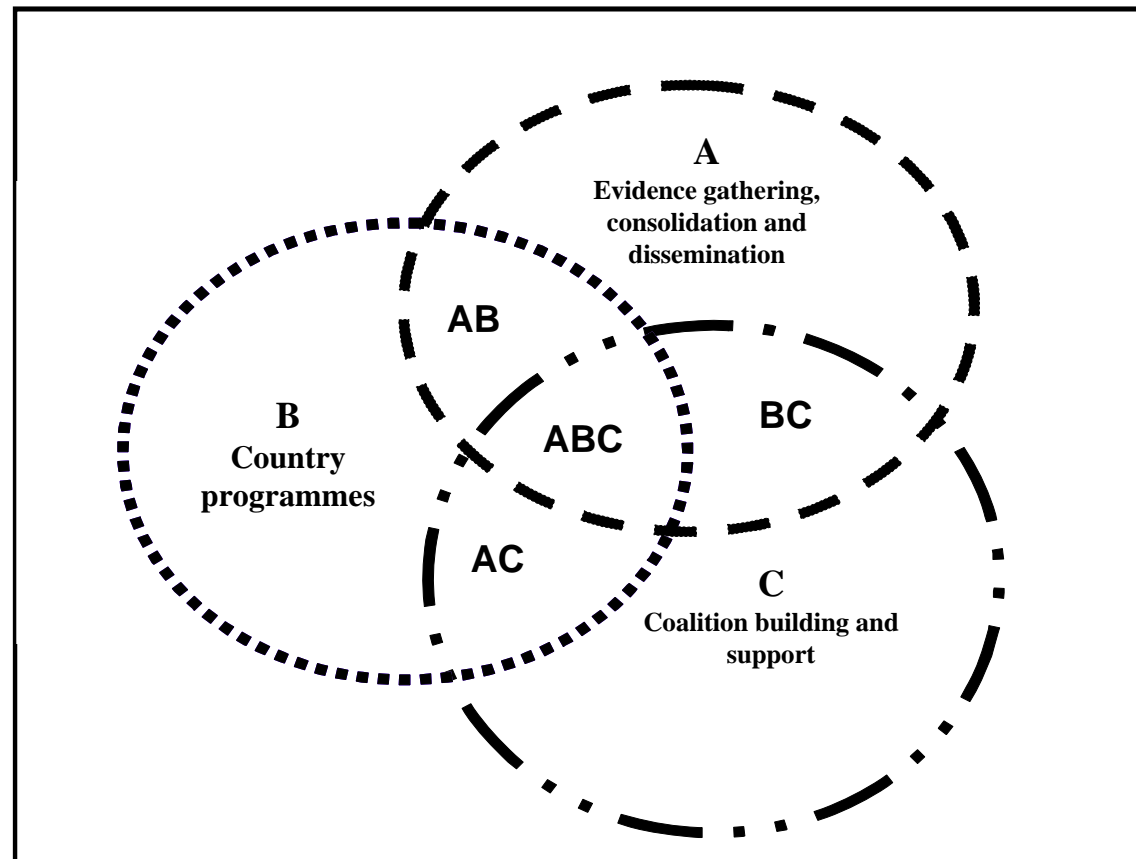 A
Evidence gathering,
consolidation and
dissemination
AB
B
Country
programmes
ABC
BC
AC
C
Coalition building and
support